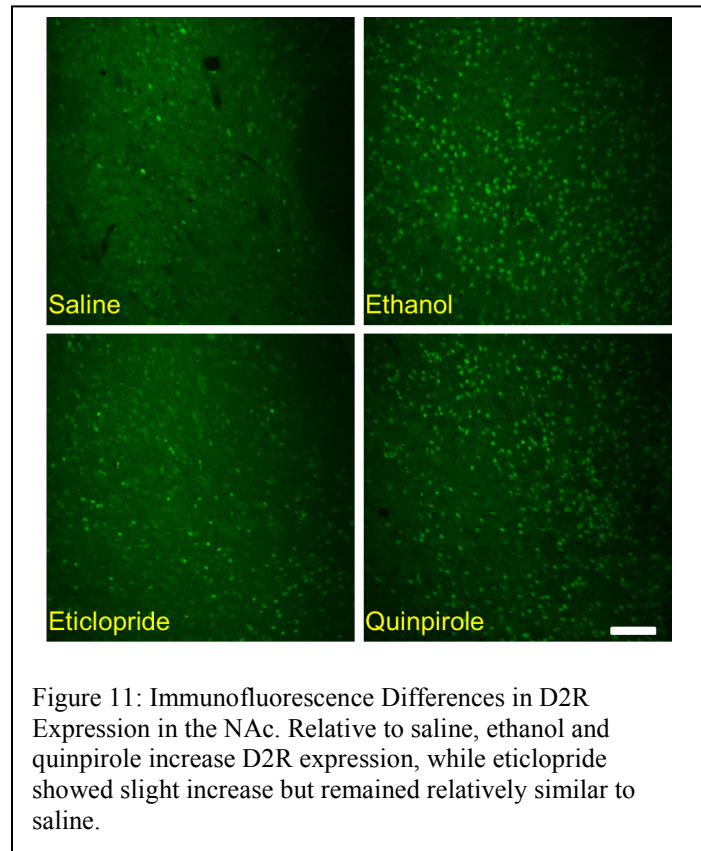 Saline
Ethanol
Eticlopride
Quinpirole
Figure 11: Immunofluorescence Differences in D2R
Expression in the NAc. Relative to saline, ethanol and
quinpirole increase D2R expression, while eticlopride
showed slight increase but remained relatively similar to
saline.